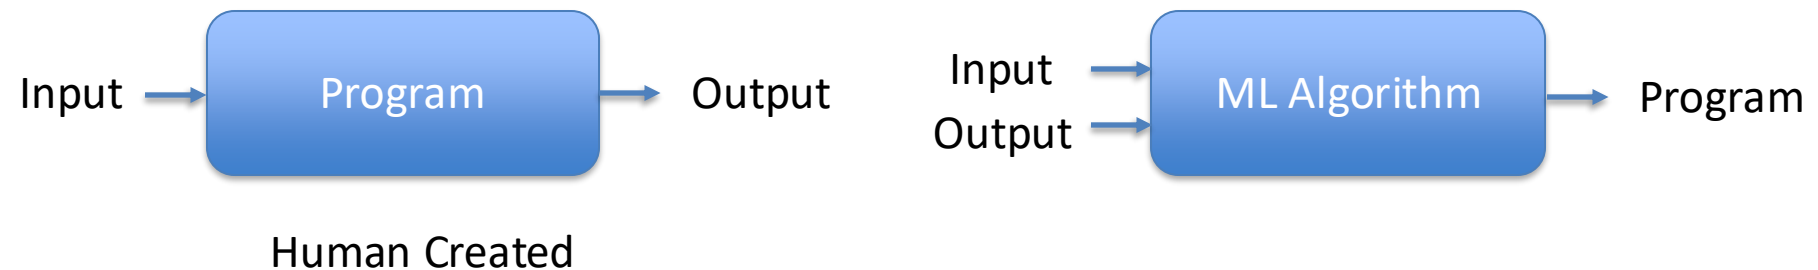 Input
Program
Output
Human Created
Input
Output
ML Algorithm
Program